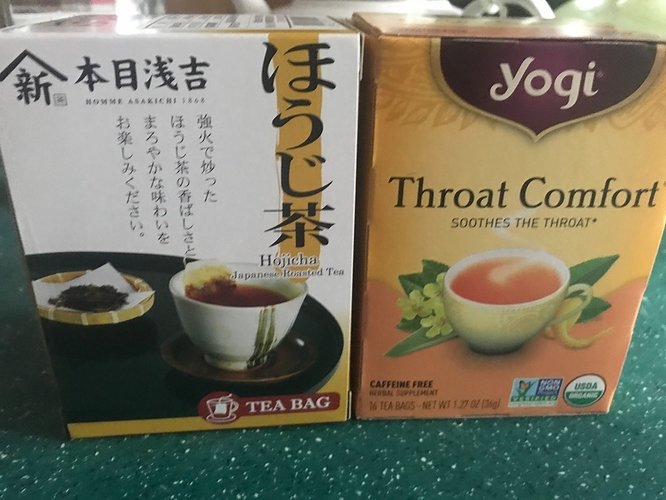 新
本目浅吉
HOMME ASAKICHI 1868
ほうじ茶
強火で炒った
ほうじ茶の香ばしさと
まろやかな味わいを
お楽しみください。
Hojicha
Japanese Roasted Tea
TEA BAG
yogi
Throat Comfort
SOOTHES THE THROAT*
CAFFEINE FREE
HERBAL SUPPLEMENT
16 TEA BAGS - NET WT 1.27 OZ (36g)
NON
GMO
VERIFIED
USDA
ORGANIC